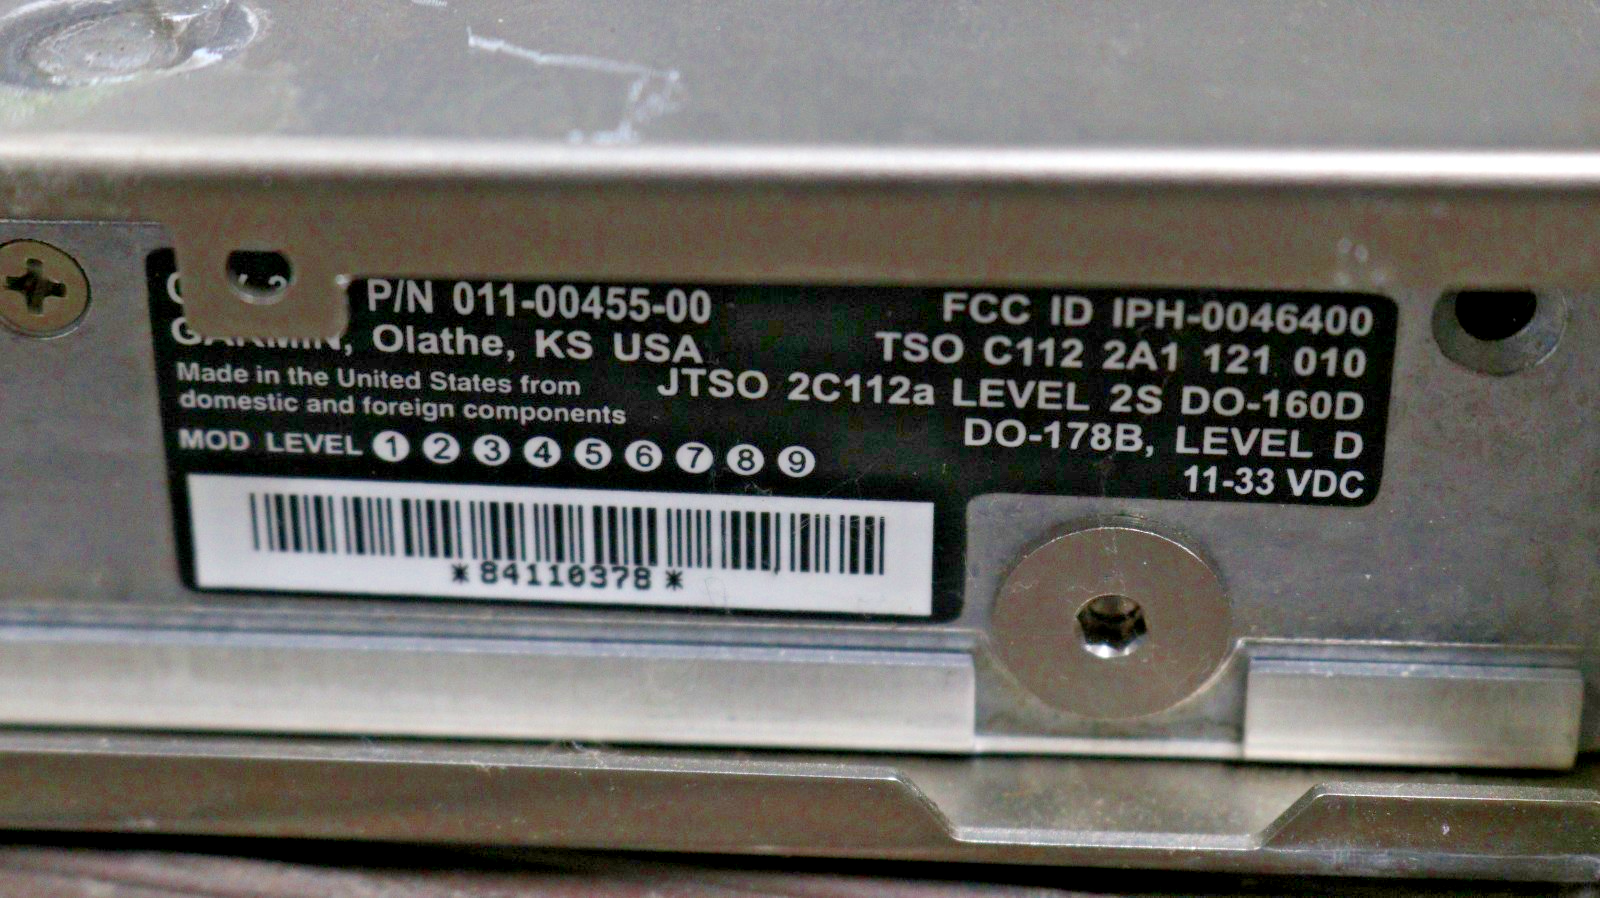 P/N 011-00455-00
GARMIN, Olathe, KS USA
Made in the United States from
domestic and foreign components
MOD LEVEL 1 2 3 4 5 6 7 8 9
*84110378*
FCC ID IPH-0046400
TSO C112 2A1 121 010
JTSO 2C112a LEVEL 2S DO-160D
DO-178B, LEVEL D
11-33 VDC